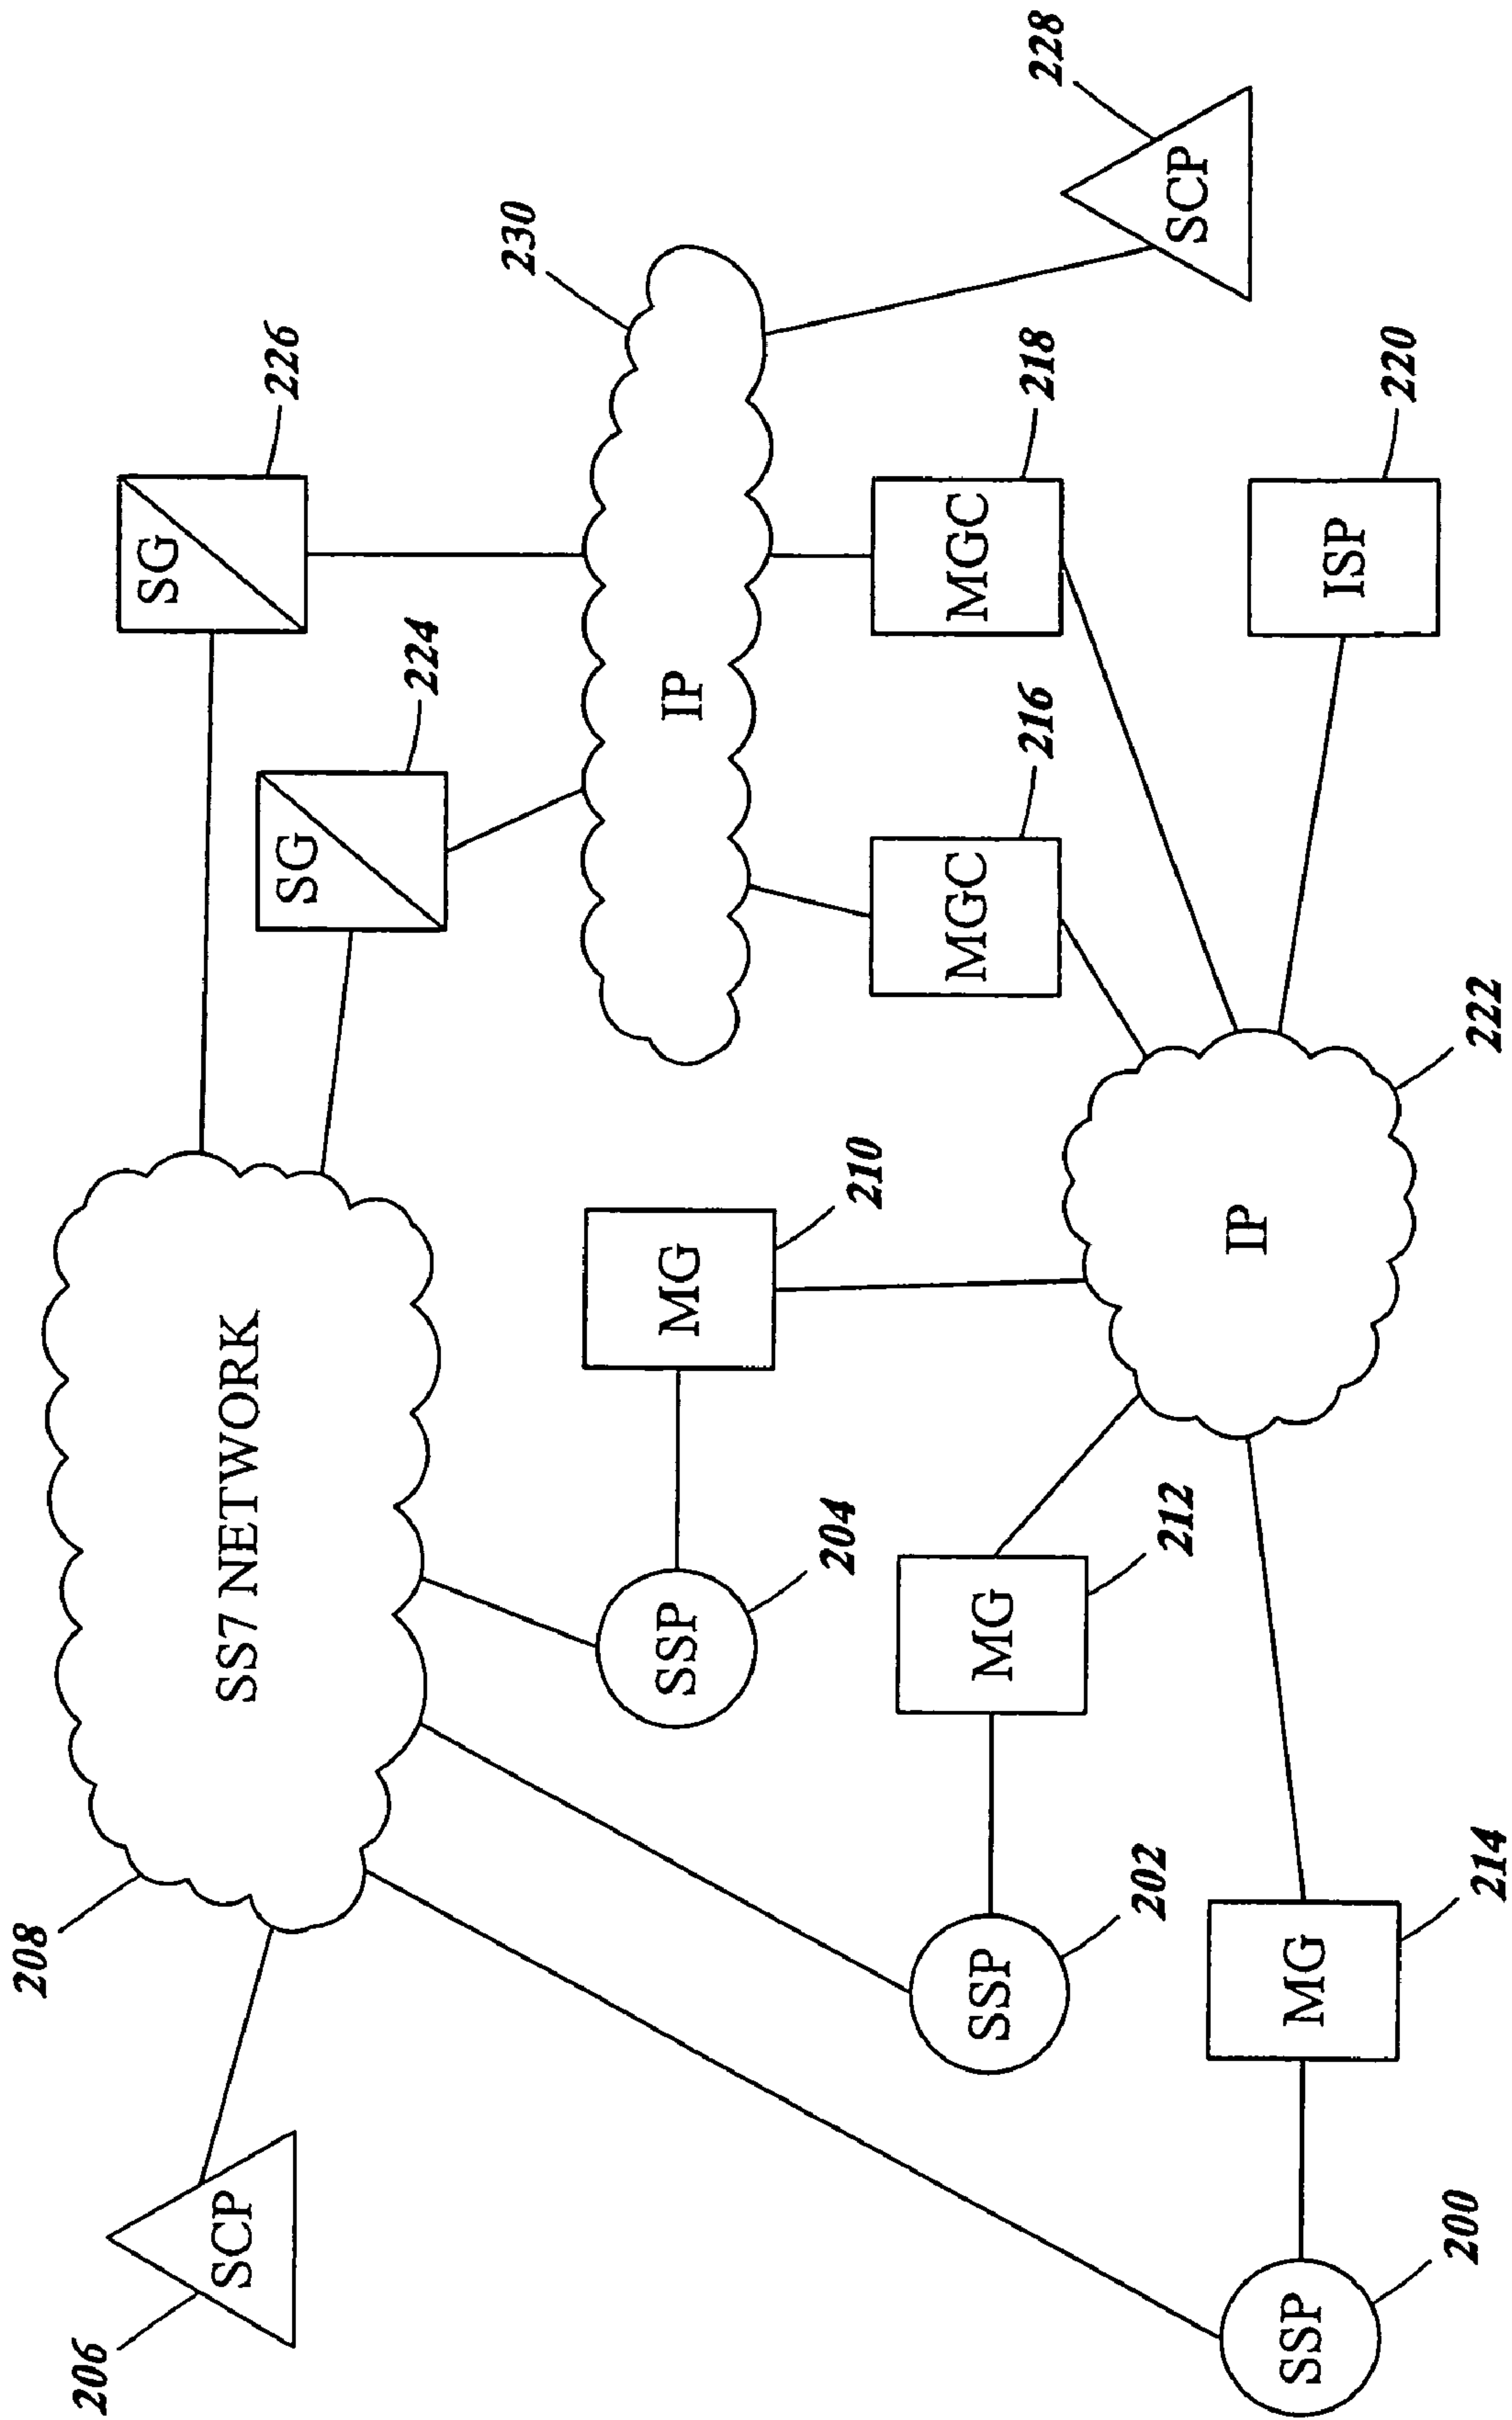 206
SCP
208
SS7 NETWORK
SG
226
SG
224
230
IP
228
SCP
SSP
204
MG
210
MGC
216
MGC
218
SSP
202
MG
212
IP
222
ISP
220
SSP
200
MG
214